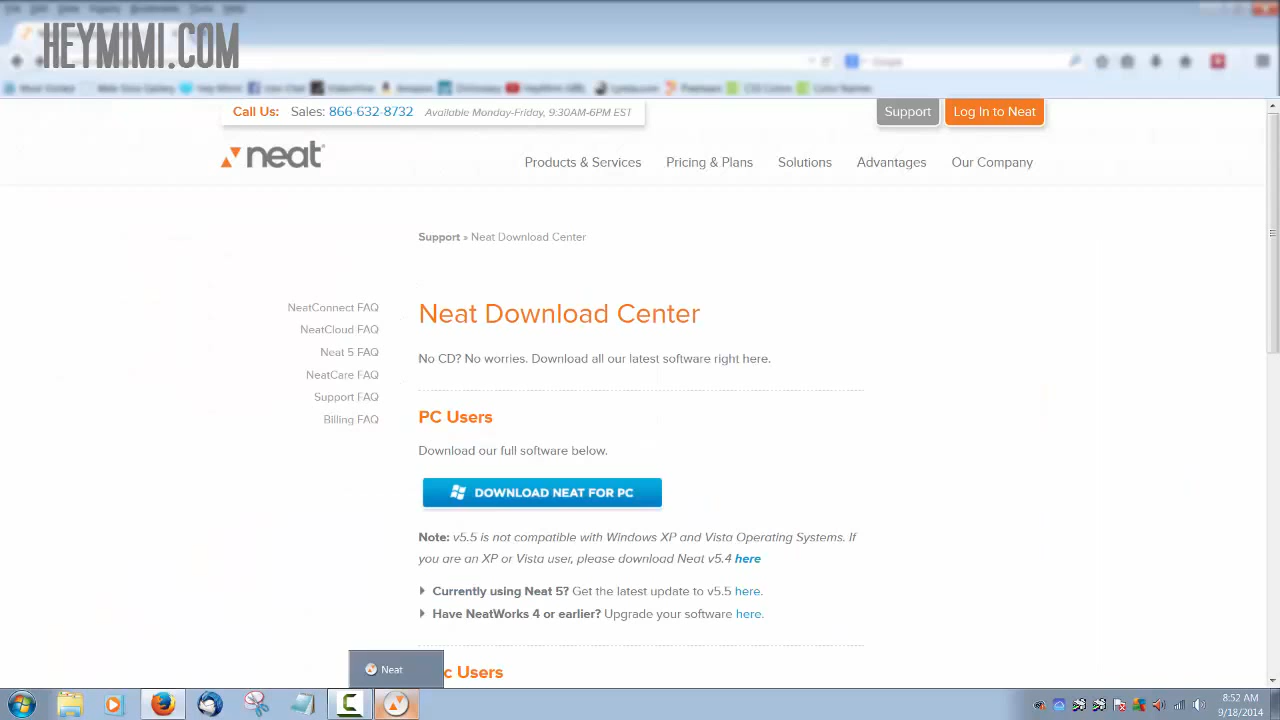 HEYMIMI.COM
Call Us: Sales: 866-632-8732 Available Monday-Friday, 9:30AM-6PM EST
Support
Log In to Neat
neat
Products & Services Pricing & Plans Solutions Advantages Our Company
Support » Neat Download Center
NeatConnect FAQ
NeatCloud FAQ
Neat 5 FAQ
NeatCare FAQ
Support FAQ
Billing FAQ
Neat Download Center
No CD? No worries. Download all our latest software right here.
PC Users
Download our full software below.
DOWNLOAD NEAT FOR PC
Note: v5.5 is not compatible with Windows XP and Vista Operating Systems. If
you are an XP or Vista user, please download Neat v5.4 here
Currently using Neat 5? Get the latest update to v5.5 here.
Have NeatWorks 4 or earlier? Upgrade your software here.
c Users
Neat
8:52 AM
9/18/2014